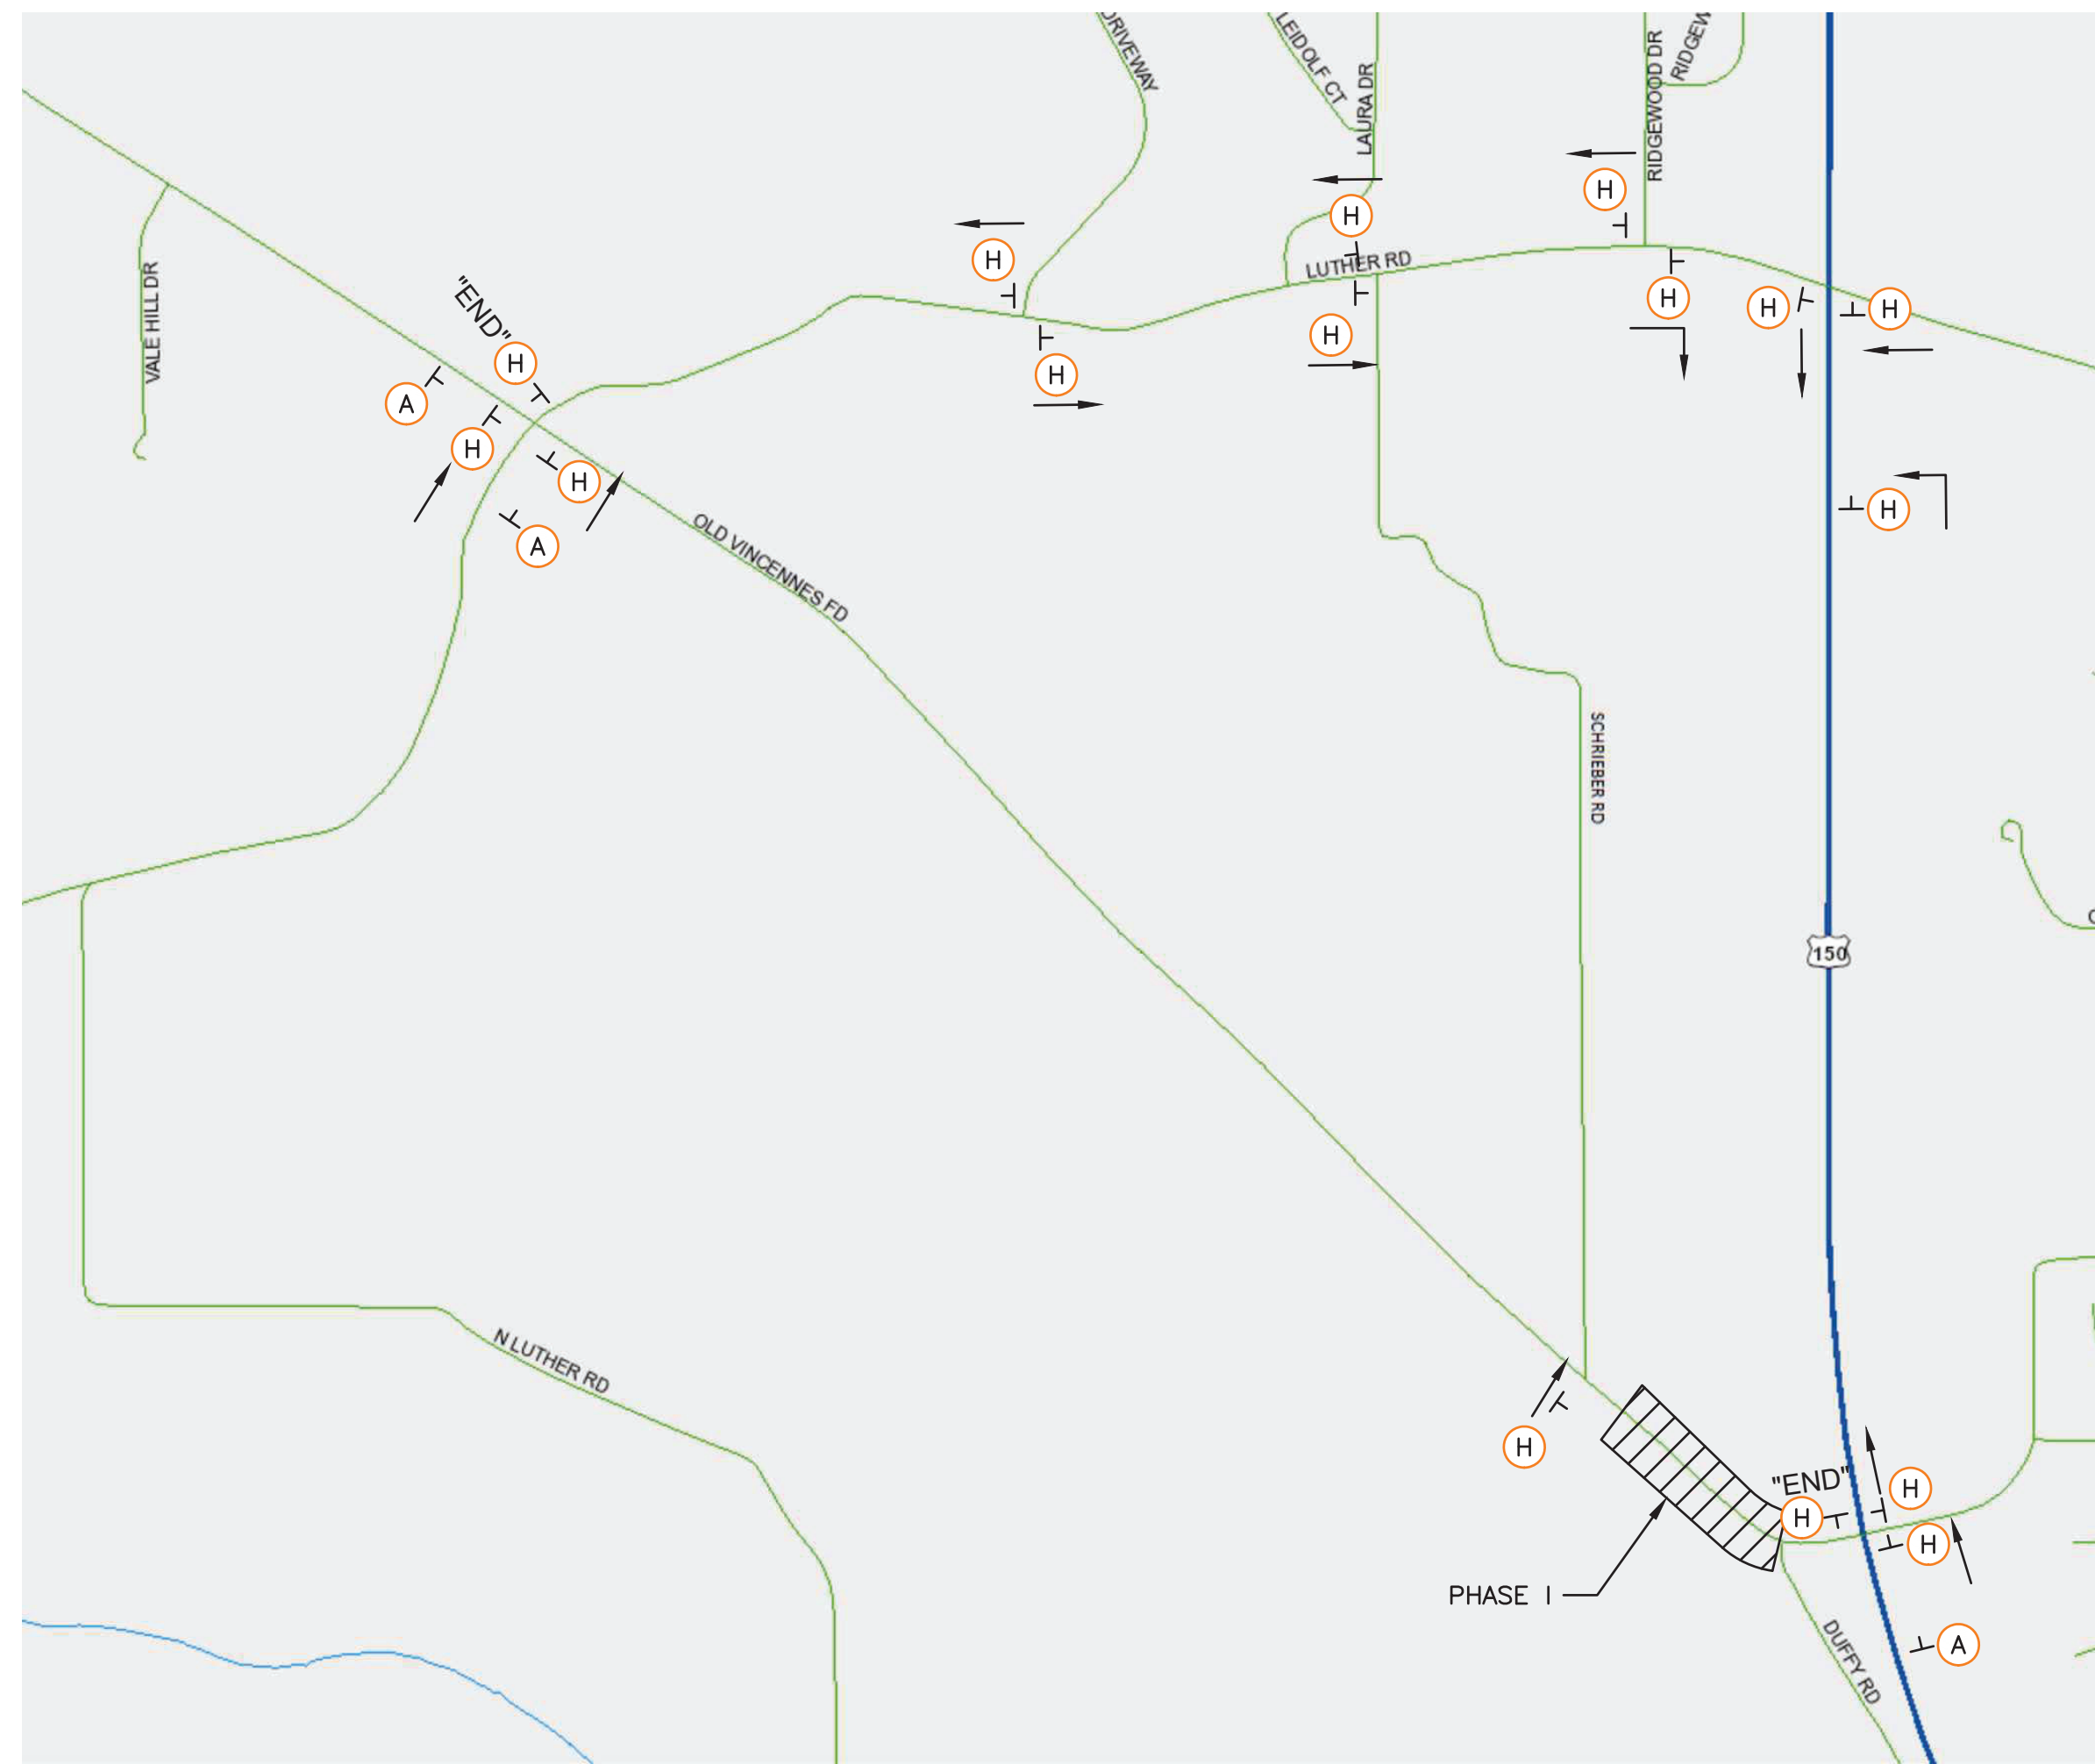 DRIVEWAY
LEIDOLF CT
LAURA DR
RIDGEWOOD DR
RIDGEW
H
H
H
H
LUTHER RD
VALE HILL DR
"END"
H
H
H
H
H
H
A
H
H
A
H
OLD VINCENNES FD
SCHRIEBER RD
150
N LUTHER RD
H
"END"
H
H
H
PHASE I
DUFFY RD
A